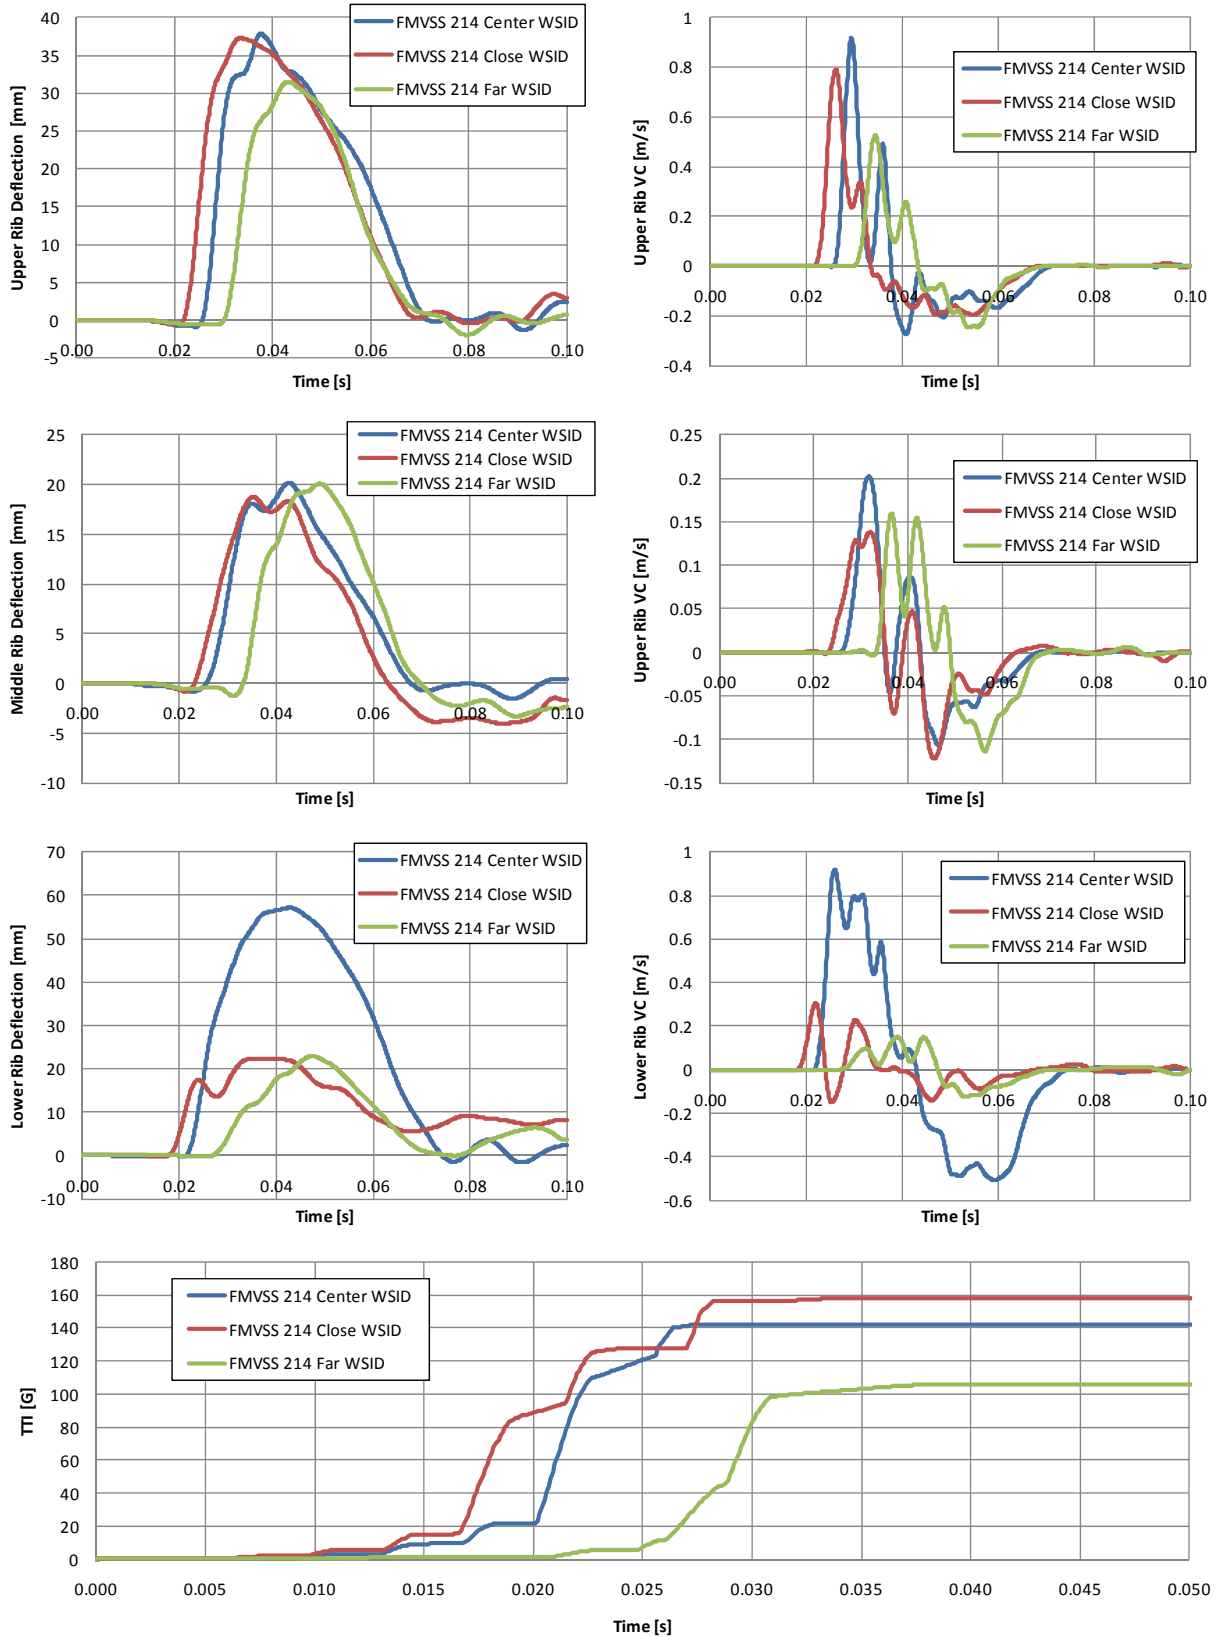 40
35
30
25
20
15
10
5
0
-5
Upper Rib Deflection [mm]
0.00 0.02 0.04 0.06 0.08 0.10
Time [s]
FMVSS 214 Center WSID
FMVSS 214 Close WSID
FMVSS 214 Far WSID
1
0.8
0.6
0.4
0.2
0
-0.2
-0.4
Upper Rib VC [m/s]
0.00 0.02 0.04 0.06 0.08 0.10
Time [s]
FMVSS 214 Center WSID
FMVSS 214 Close WSID
FMVSS 214 Far WSID
25
20
15
10
5
0
-5
-10
Middle Rib Deflection [mm]
0.00 0.02 0.04 0.06 0.08 0.10
Time [s]
FMVSS 214 Center WSID
FMVSS 214 Close WSID
FMVSS 214 Far WSID
0.25
0.2
0.15
0.1
0.05
0
-0.05
-0.1
-0.15
Upper Rib VC [m/s]
0.00 0.02 0.04 0.06 0.08 0.10
Time [s]
FMVSS 214 Center WSID
FMVSS 214 Close WSID
FMVSS 214 Far WSID
70
60
50
40
30
20
10
0
-10
Lower Rib Deflection [mm]
0.00 0.02 0.04 0.06 0.08 0.10
Time [s]
FMVSS 214 Center WSID
FMVSS 214 Close WSID
FMVSS 214 Far WSID
1
0.8
0.6
0.4
0.2
0
-0.2
-0.4
-0.6
Lower Rib VC [m/s]
0.00 0.02 0.04 0.06 0.08 0.10
Time [s]
FMVSS 214 Center WSID
FMVSS 214 Close WSID
FMVSS 214 Far WSID
180
160
140
120
100
80
60
40
20
0
TTI [G]
0.000 0.005 0.010 0.015 0.020 0.025 0.030 0.035 0.040 0.045 0.050
Time [s]
FMVSS 214 Center WSID
FMVSS 214 Close WSID
FMVSS 214 Far WSID